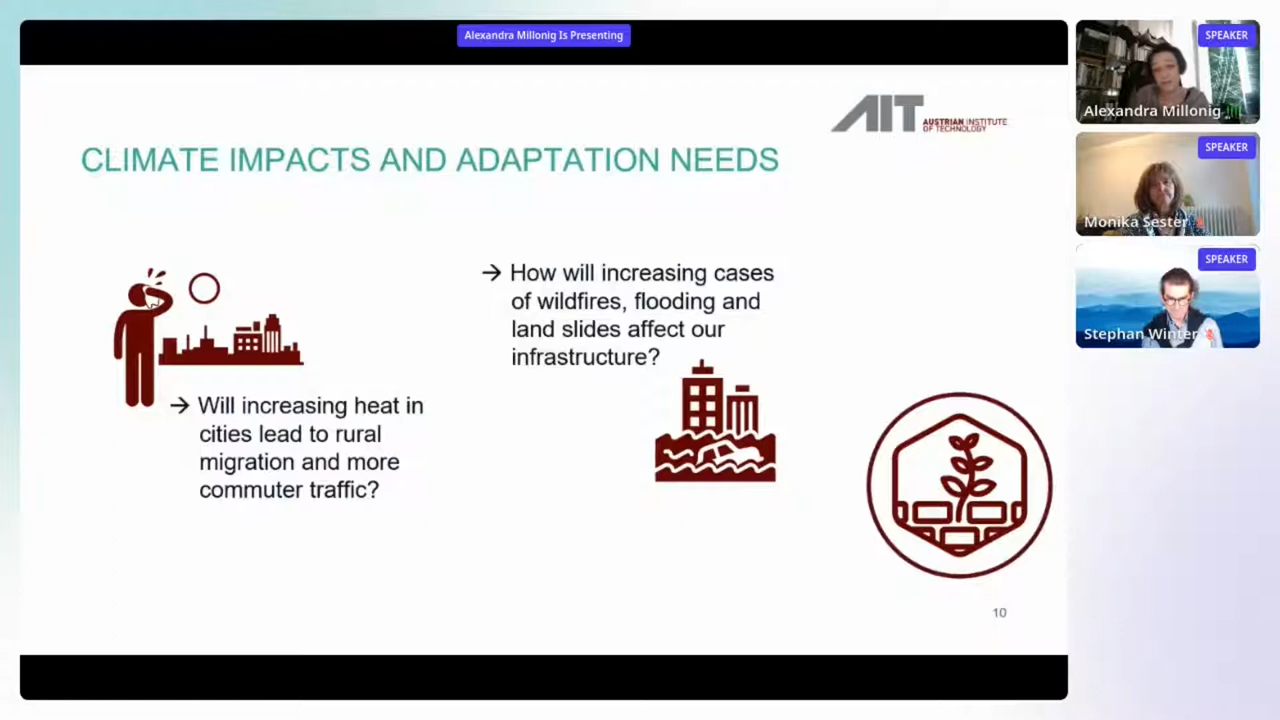 Alexandra Millonig Is Presenting
AIT
AUSTRIAN INSTITUTE
OF TECHNOLOGY
CLIMATE IMPACTS AND ADAPTATION NEEDS
→ How will increasing cases
of wildfires, flooding and
land slides affect our
infrastructure?
→ Will increasing heat in
cities lead to rural
migration and more
commuter traffic?
10
SPEAKER
Alexandra Millonig
SPEAKER
Monika Sester
SPEAKER
Stephan Winter